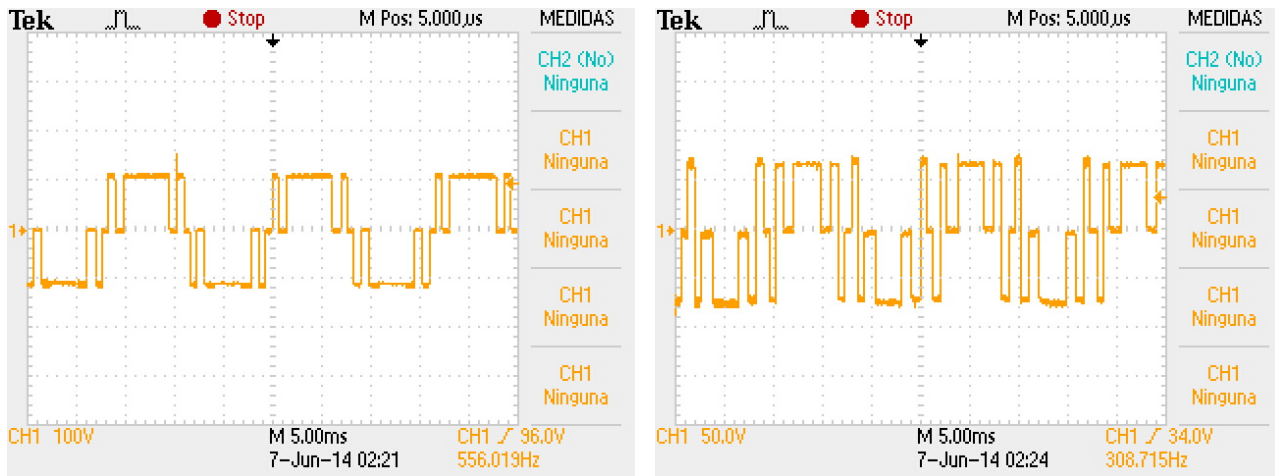 Tek Stop M Pos: 5.000µs MEDIDAS
CH2 (No)
Ninguna
CH1
Ninguna
CH1
Ninguna
1
CH1
Ninguna
CH1
Ninguna
CH1 100V M 5.00ms CH1 96.0V
7-Jun-14 02:21 556.019Hz
Tek Stop M Pos: 5.000µs MEDIDAS
CH2 (No)
Ninguna
CH1
Ninguna
CH1
Ninguna
1
CH1
Ninguna
CH1
Ninguna
CH1 50.0V M 5.00ms CH1 34.0V
7-Jun-14 02:24 308.715Hz